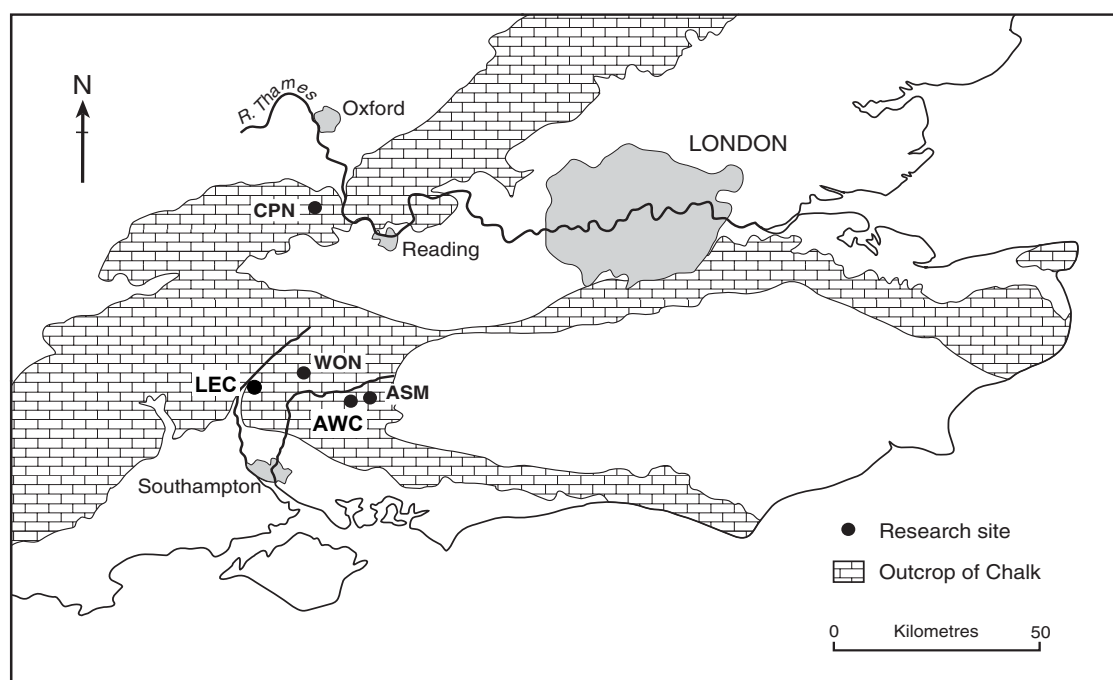 N
R. Thames
Oxford
LONDON
CPN
Reading
WON
LEC
ASM
AWC
Southampton
Research site
Outcrop of Chalk
0 Kilometres 50